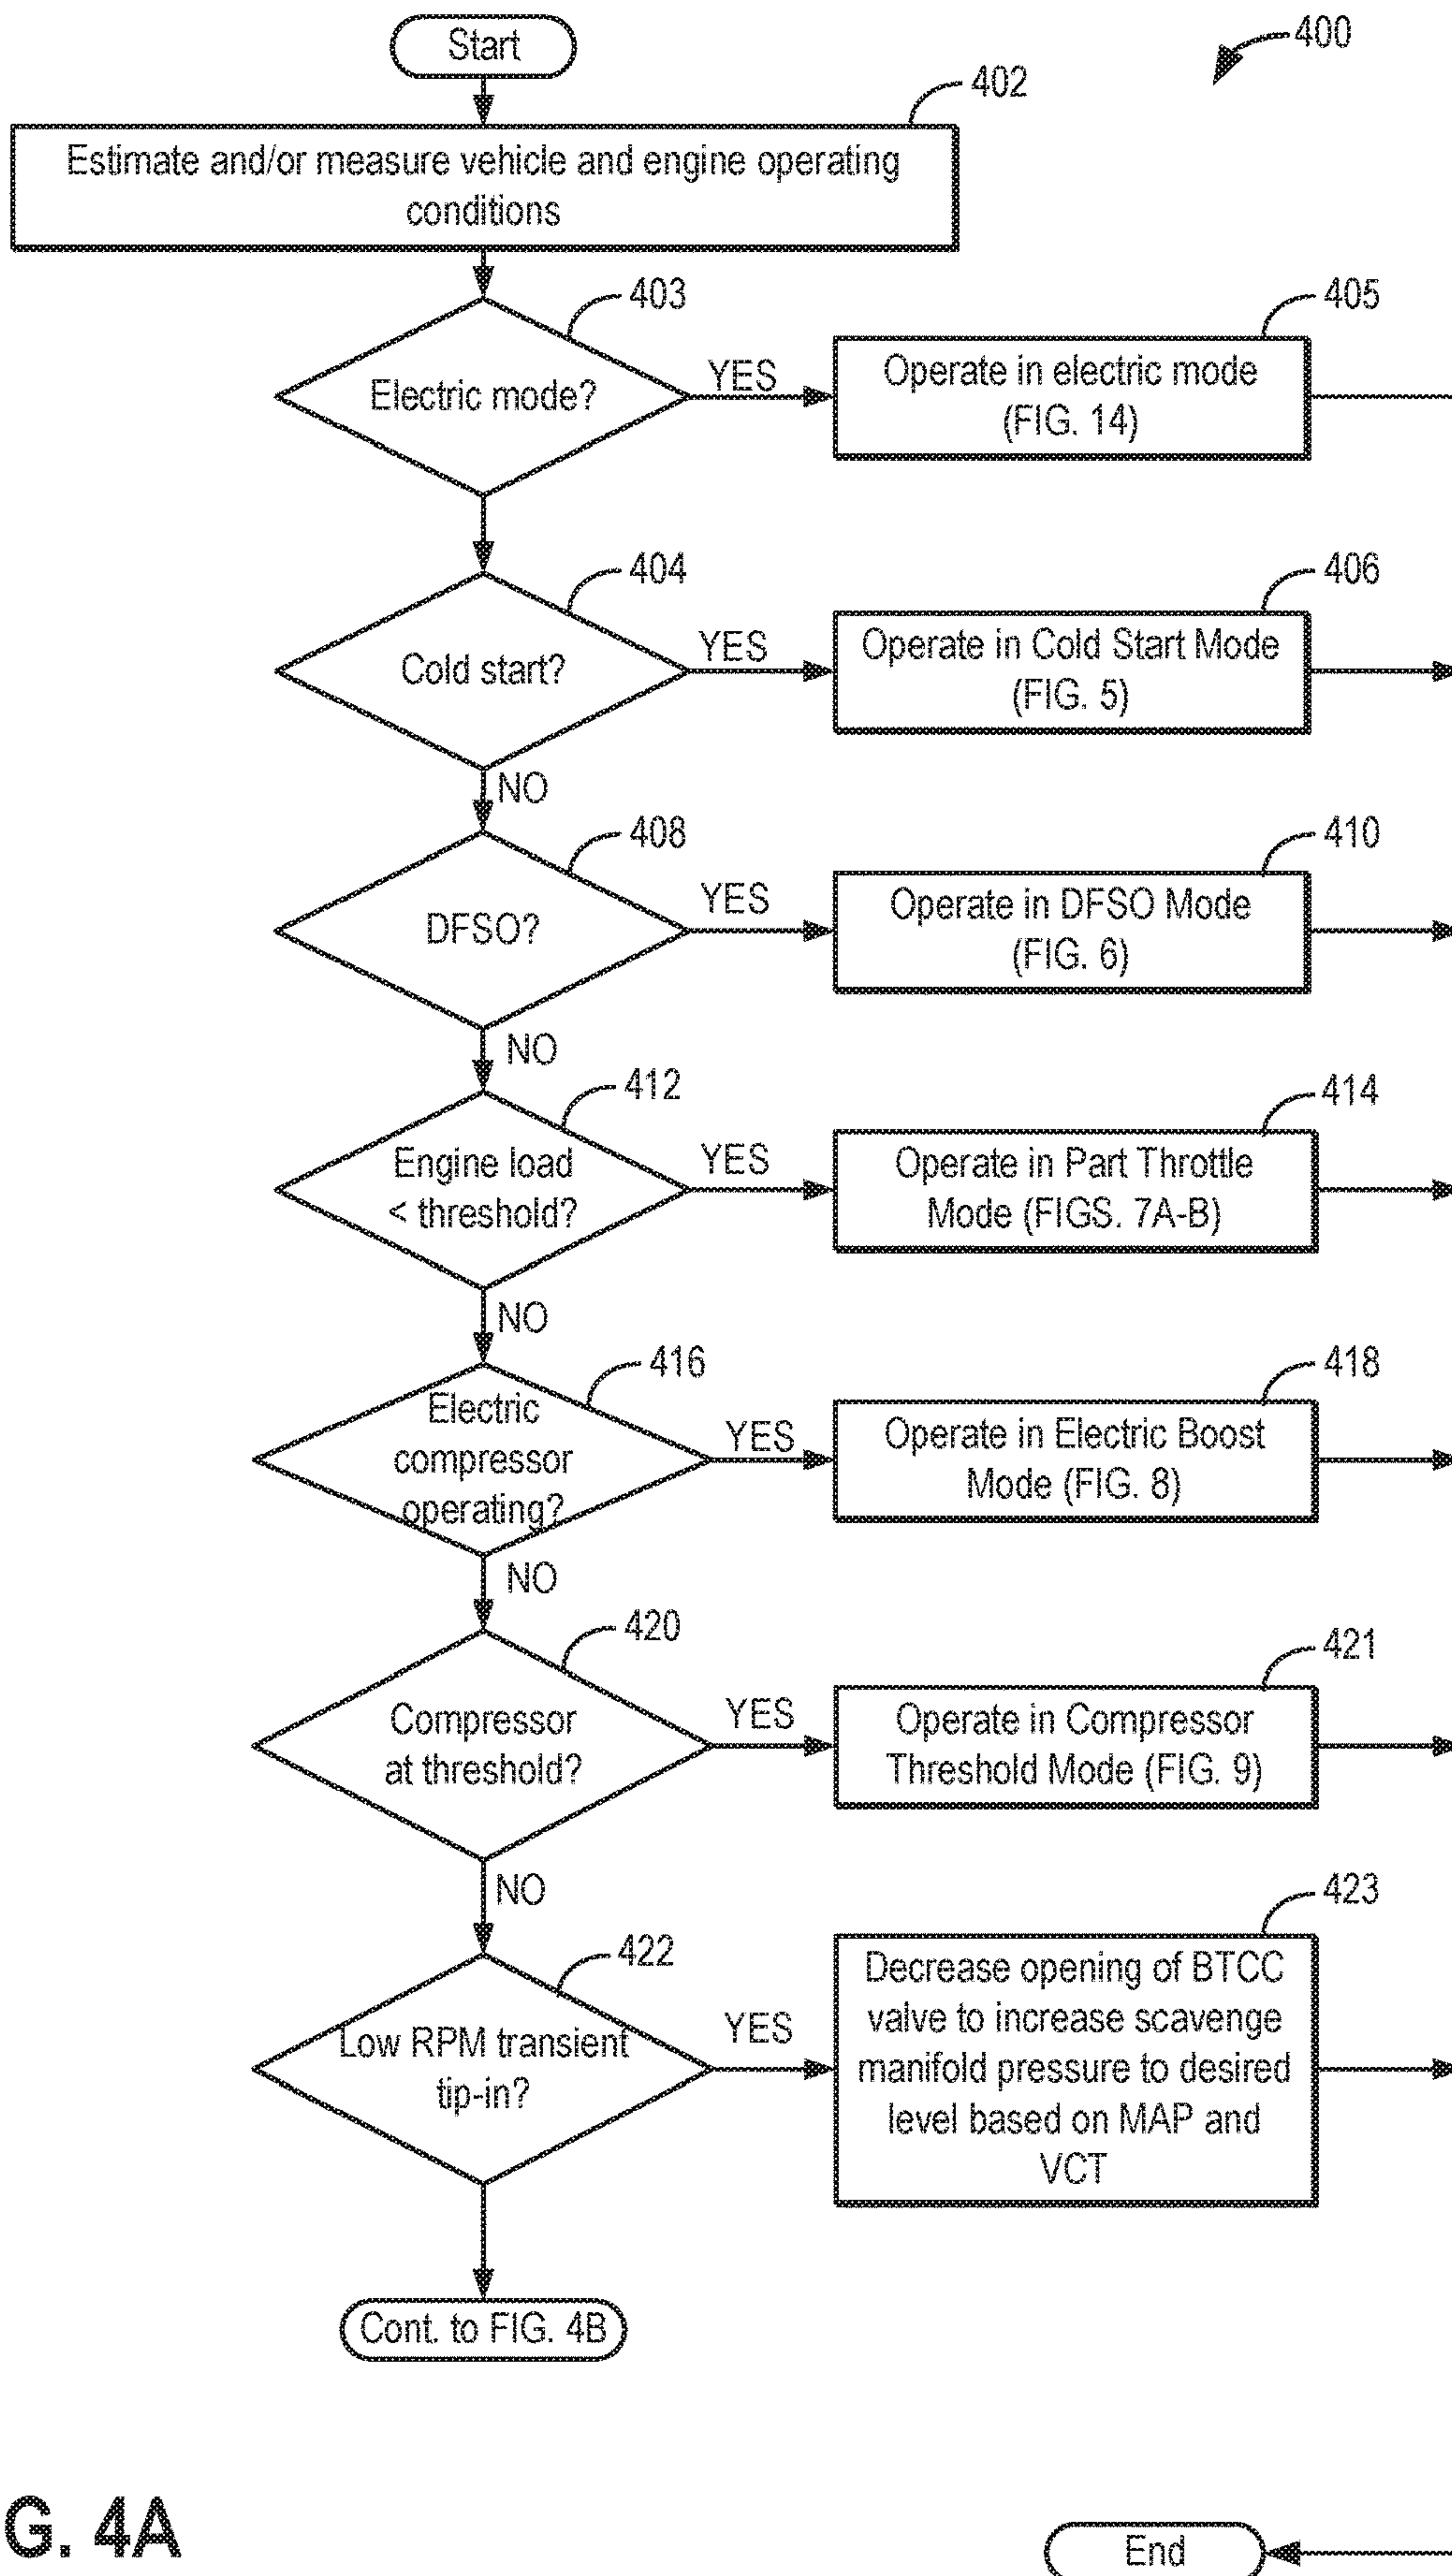 Start
400
402
Estimate and/or measure vehicle and engine operating
conditions
403
405
Electric mode?
YES
Operate in electric mode
(FIG. 14)
404
406
Cold start?
YES
Operate in Cold Start Mode
(FIG. 5)
NO
408
410
DFSO?
YES
Operate in DFSO Mode
(FIG. 6)
NO
412
414
Engine load
< threshold?
YES
Operate in Part Throttle
Mode (FIGS. 7A-B)
NO
416
418
Electric
compressor
operating?
YES
Operate in Electric Boost
Mode (FIG. 8)
NO
420
421
Compressor
at threshold?
YES
Operate in Compressor
Threshold Mode (FIG. 9)
NO
422
423
Low RPM transient
tip-in?
YES
Decrease opening of BTCC
valve to increase scavenge
manifold pressure to desired
level based on MAP and
VCT
Cont. to FIG. 4B
G. 4A
End